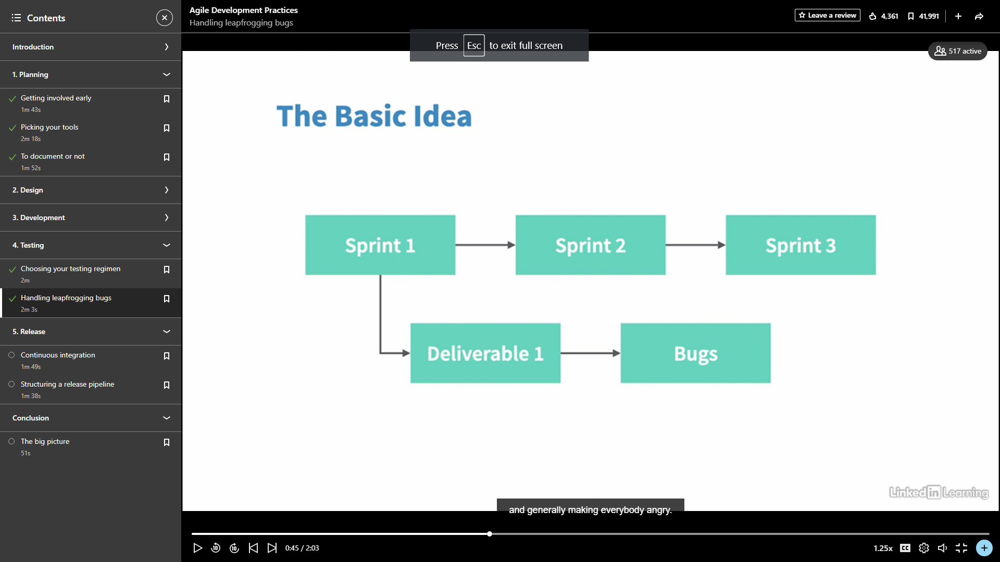 Contents
Introduction
1. Planning
Getting involved early
1m 43s
Picking your tools
2m 18s
To document or not
1m 52s
2. Design
3. Development
4. Testing
Choosing your testing regimen
2m
Handling leapfrogging bugs
2m 3s
5. Release
Continuous integration
1m 49s
Structuring a release pipeline
1m 38s
Conclusion
The big picture
51s
Agile Development Practices
Handling leapfrogging bugs
Leave a review
4,361
41,991
Press Esc to exit full screen
517 active
The Basic Idea
Sprint 1
Sprint 2
Sprint 3
Deliverable 1
Bugs
Linked in Learning
and generally making everybody angry.
10
10
0:45 / 2:03
1.25x
CC